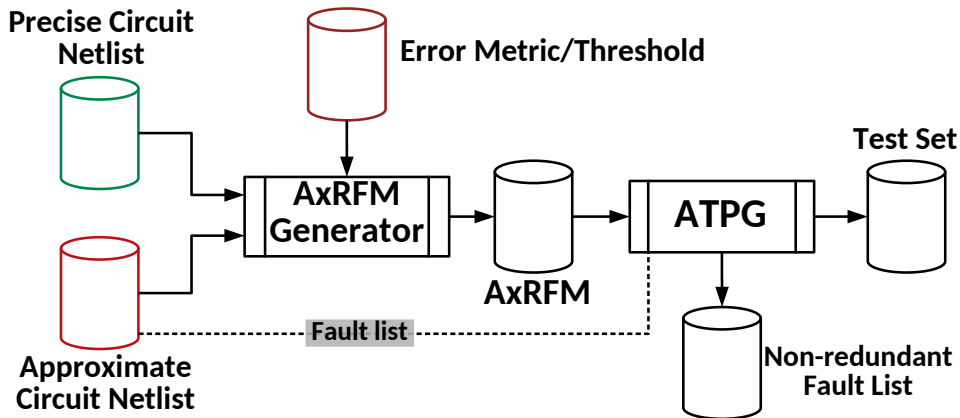 Precise Circuit
Netlist
Error Metric/Threshold
Test Set
AxRFM
Generator
ATPG
AxRFM
Fault list
Approximate
Circuit Netlist
Non-redundant
Fault List